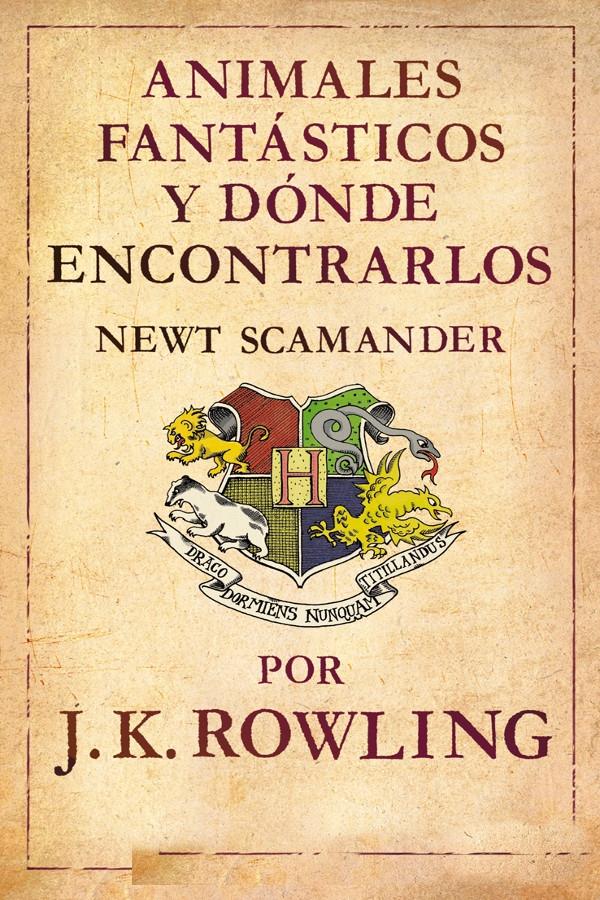 ANIMALES
FANTÁSTICOS
Y DÓNDE
ENCONTRARLOS
NEWT SCAMANDER
H
DRACO
DORMIENS NUNQUAM
TITILLANDUS
POR
J.K. ROWLING